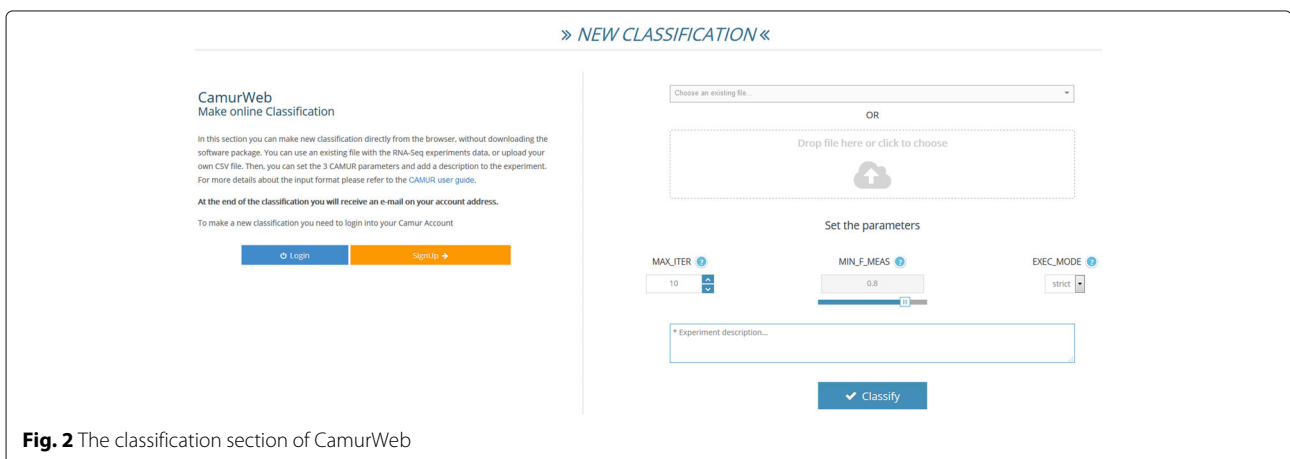 » NEW CLASSIFICATION «
CamurWeb
Make online Classification
In this section you can make new classification directly from the browser, without downloading the
software package. You can use an existing file with the RNA-Seq experiments data, or upload your
own CSV file. Then, you can set the 3 CAMUR parameters and add a description to the experiment.
For more details about the input format please refer to the CAMUR user guide.
At the end of the classification you will receive an e-mail on your account address.
To make a new classification you need to login into your Camur Account
Login
SignUp →
Choose an existing file...
OR
Drop file here or click to choose
Set the parameters
MAX_ITER ?
MIN_F_MEAS ?
EXEC_MODE ?
10
0.8
strict
* Experiment description...
✔ Classify
Fig. 2 The classification section of CamurWeb